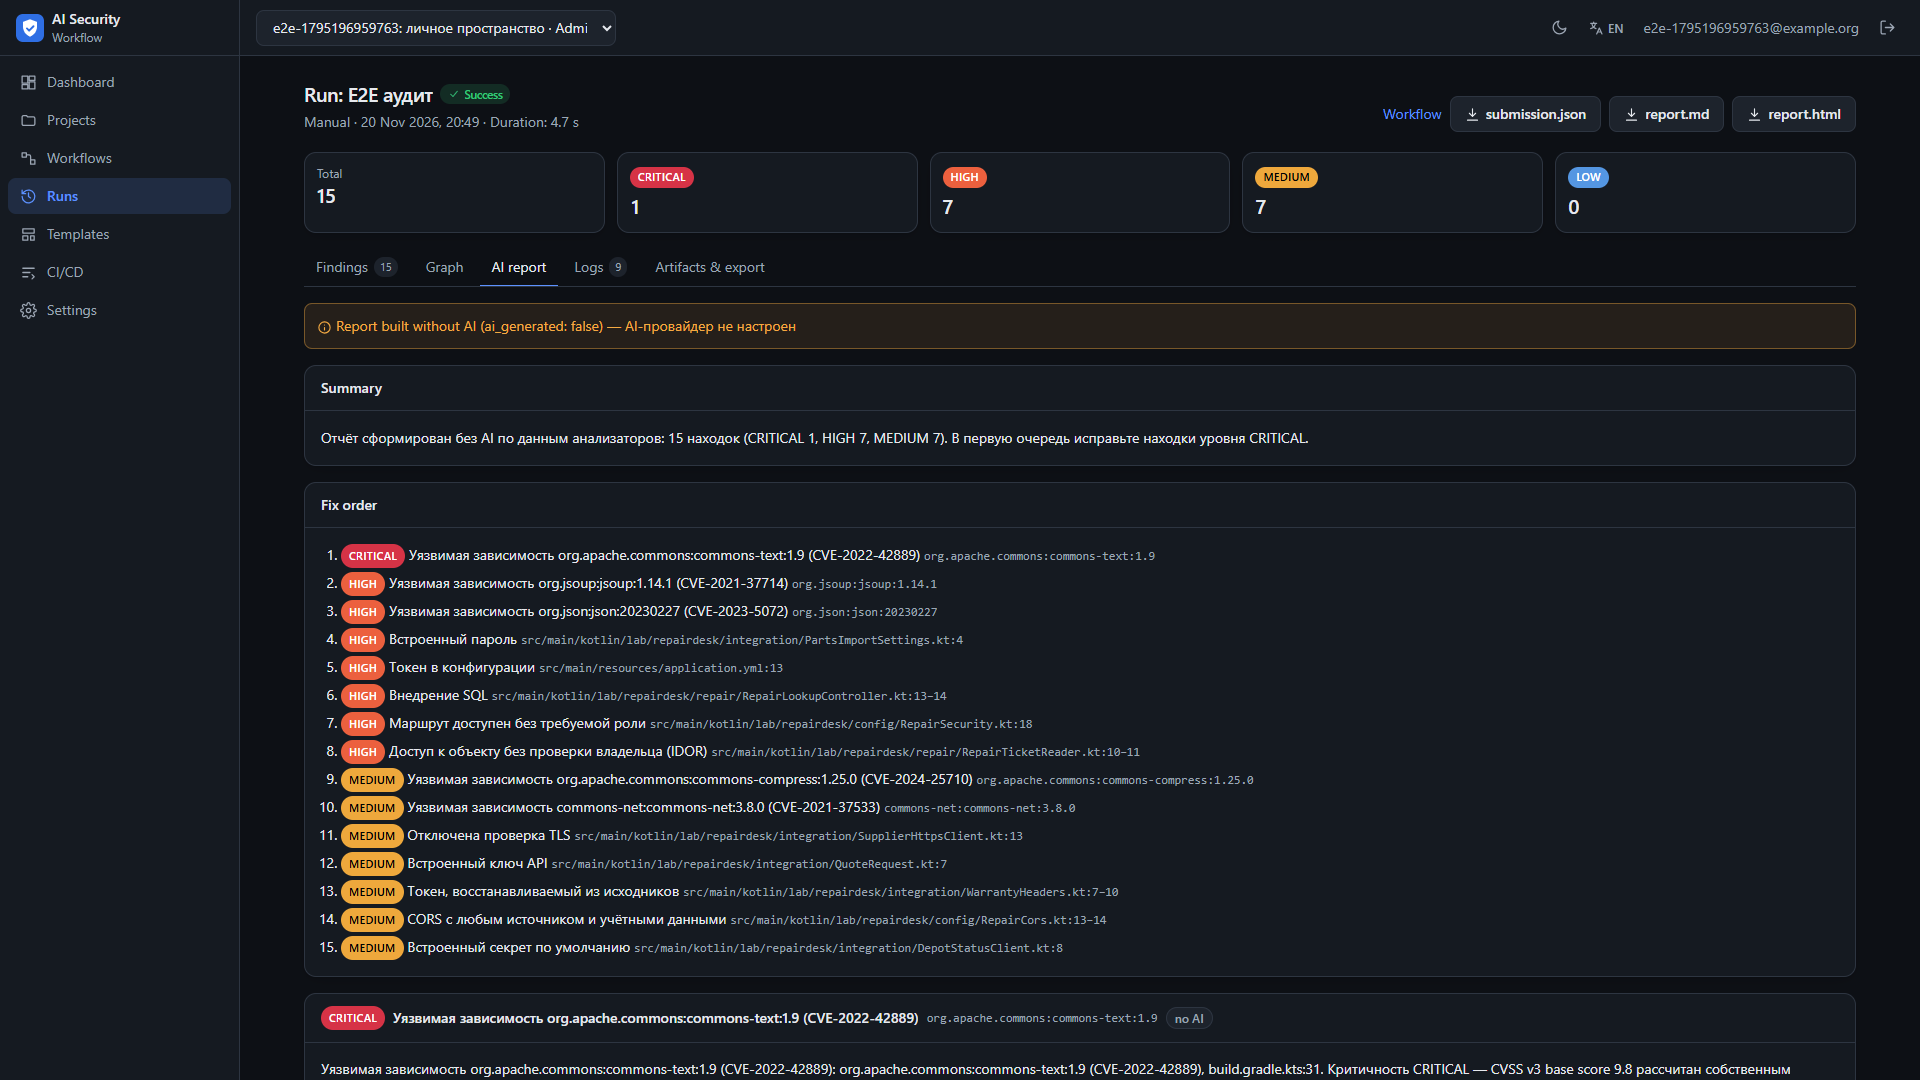 AI Security
Workflow
e2e-1795196959763: личное пространство · Admi
EN
e2e-1795196959763@example.org
Dashboard
Projects
Workflows
Runs
Templates
CI/CD
Settings
Run: E2E аудит
Success
Manual · 20 Nov 2026, 20:49 · Duration: 4.7 s
Workflow
submission.json
report.md
report.html
Total
15
CRITICAL
1
HIGH
7
MEDIUM
7
LOW
0
Findings 15
Graph
AI report
Logs 9
Artifacts & export
Report built without AI (ai_generated: false) — AI-провайдер не настроен
Summary
Отчёт сформирован без AI по данным анализаторов: 15 находок (CRITICAL 1, HIGH 7, MEDIUM 7). В первую очередь исправьте находки уровня CRITICAL.
Fix order
1. CRITICAL Уязвимая зависимость org.apache.commons:commons-text:1.9 (CVE-2022-42889) org.apache.commons:commons-text:1.9
2. HIGH Уязвимая зависимость org.jsoup:jsoup:1.14.1 (CVE-2021-37714) org.jsoup:jsoup:1.14.1
3. HIGH Уязвимая зависимость org.json:json:20230227 (CVE-2023-5072) org.json:json:20230227
4. HIGH Встроенный пароль src/main/kotlin/lab/repairdesk/integration/PartsImportSettings.kt:4
5. HIGH Токен в конфигурации src/main/resources/application.yml:13
6. HIGH Внедрение SQL src/main/kotlin/lab/repairdesk/repair/RepairLookupController.kt:13–14
7. HIGH Маршрут доступен без требуемой роли src/main/kotlin/lab/repairdesk/config/RepairSecurity.kt:18
8. HIGH Доступ к объекту без проверки владельца (IDOR) src/main/kotlin/lab/repairdesk/repair/RepairTicketReader.kt:10–11
9. MEDIUM Уязвимая зависимость org.apache.commons:commons-compress:1.25.0 (CVE-2024-25710) org.apache.commons:commons-compress:1.25.0
10. MEDIUM Уязвимая зависимость commons-net:commons-net:3.8.0 (CVE-2021-37533) commons-net:commons-net:3.8.0
11. MEDIUM Отключена проверка TLS src/main/kotlin/lab/repairdesk/integration/SupplierHttpsClient.kt:13
12. MEDIUM Встроенный ключ API src/main/kotlin/lab/repairdesk/integration/QuoteRequest.kt:7
13. MEDIUM Токен, восстанавливаемый из исходников src/main/kotlin/lab/repairdesk/integration/WarrantyHeaders.kt:7–10
14. MEDIUM CORS с любым источником и учётными данными src/main/kotlin/lab/repairdesk/config/RepairCors.kt:13–14
15. MEDIUM Встроенный секрет по умолчанию src/main/kotlin/lab/repairdesk/integration/DepotStatusClient.kt:8
CRITICAL Уязвимая зависимость org.apache.commons:commons-text:1.9 (CVE-2022-42889) org.apache.commons:commons-text:1.9 no AI
Уязвимая зависимость org.apache.commons:commons-text:1.9 (CVE-2022-42889): org.apache.commons:commons-text:1.9 (CVE-2022-42889), build.gradle.kts:31. Критичность CRITICAL — CVSS v3 base score 9.8 рассчитан собственным